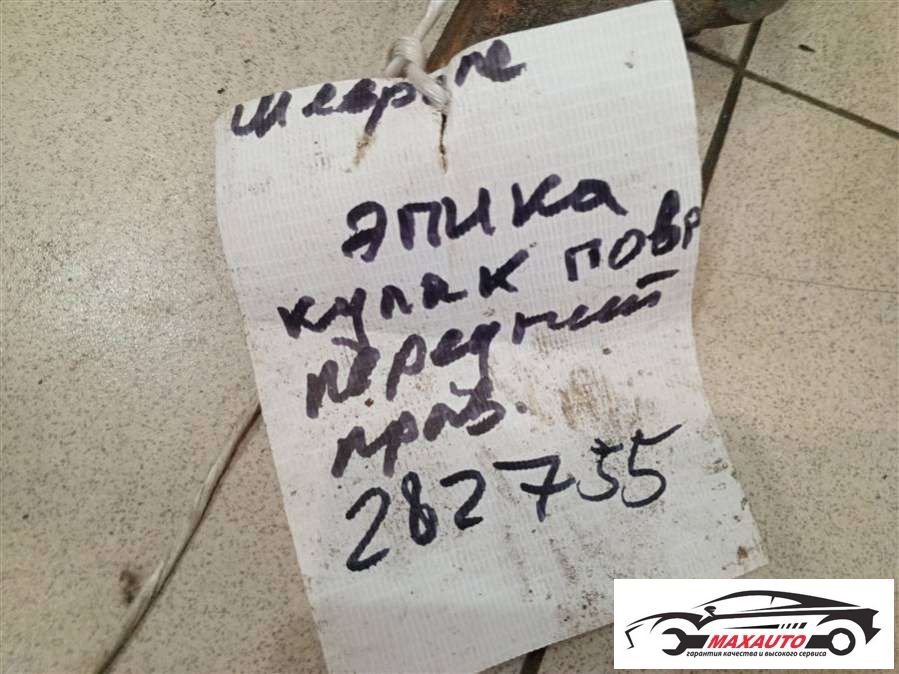 Шевроле
эпика
кулак повр
передний
прав.
282755
MAXAUTO
гарантия качества и высокого сервиса